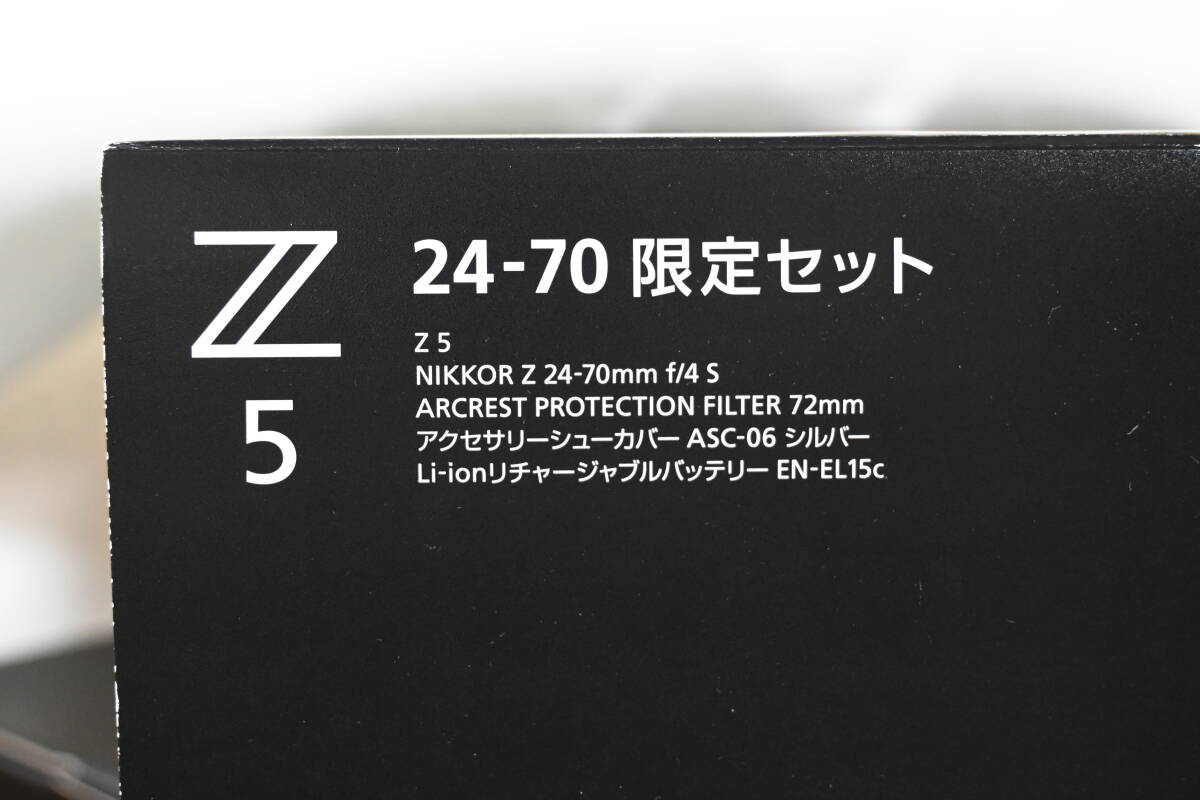 Z
5
24-70 限定セット
Z 5
NIKKOR Z 24-70mm f/4 S
ARCREST PROTECTION FILTER 72mm
アクセサリーシューカバー ASC-06 シルバー
Li-ionリチャージャブルバッテリー EN-EL15c